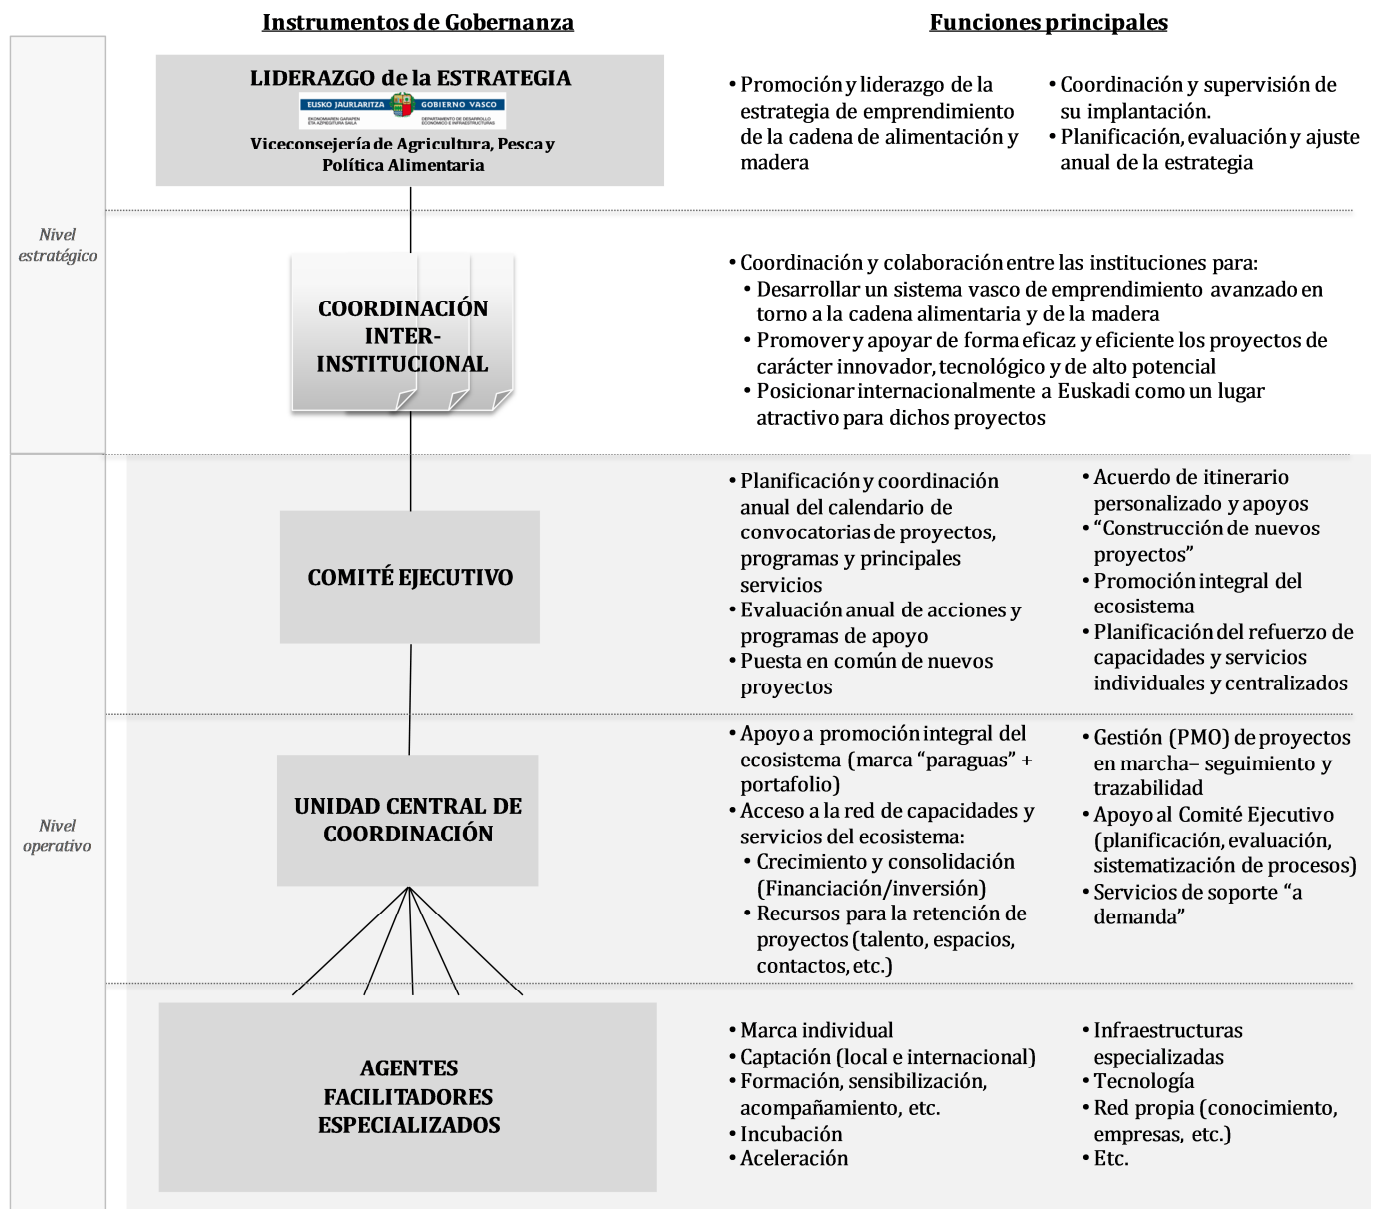 Instrumentos de Gobernanza
Funciones principales
Nivel
estratégico
LIDERAZGO de la ESTRATEGIA
EUSKO JAURLARITZA
GOBIERNO VASCO
EKONOMIAREN GARAPEN
ETA AZPIEGITURA SAILA
DEPARTAMENTO DE DESARROLLO
ECONÓMICO E INFRAESTRUCTURAS
Viceconsejería de Agricultura, Pesca y
Política Alimentaria
• Promoción y liderazgo de la
estrategia de emprendimiento
de la cadena de alimentación y
madera
• Coordinación y supervisión de
su implantación.
• Planificación, evaluación y ajuste
anual de la estrategia
COORDINACIÓN
INTER-
INSTITUCIONAL
• Coordinación y colaboración entre las instituciones para:
• Desarrollar un sistema vasco de emprendimiento avanzado en
torno a la cadena alimentaria y de la madera
• Promover y apoyar de forma eficaz y eficiente los proyectos de
carácter innovador, tecnológico y de alto potencial
• Posicionar internacionalmente a Euskadi como un lugar
atractivo para dichos proyectos
Nivel
operativo
COMITÉ EJECUTIVO
• Planificación y coordinación
anual del calendario de
convocatorias de proyectos,
programas y principales
servicios
• Evaluación anual de acciones y
programas de apoyo
• Puesta en común de nuevos
proyectos
• Acuerdo de itinerario
personalizado y apoyos
• “Construcción de nuevos
proyectos”
• Promoción integral del
ecosistema
• Planificación del refuerzo de
capacidades y servicios
individuales y centralizados
UNIDAD CENTRAL DE
COORDINACIÓN
• Apoyo a promoción integral del
ecosistema (marca “paraguas” +
portafolio)
• Acceso a la red de capacidades y
servicios del ecosistema:
• Crecimiento y consolidación
(Financiación/inversión)
• Recursos para la retención de
proyectos (talento, espacios,
contactos, etc.)
• Gestión (PMO) de proyectos
en marcha– seguimiento y
trazabilidad
• Apoyo al Comité Ejecutivo
(planificación, evaluación,
sistematización de procesos)
• Servicios de soporte “a
demanda”
AGENTES
FACILITADORES
ESPECIALIZADOS
• Marca individual
• Captación (local e internacional)
• Formación, sensibilización,
acompañamiento, etc.
• Incubación
• Aceleración
• Infraestructuras
especializadas
• Tecnología
• Red propia (conocimiento,
empresas, etc.)
• Etc.